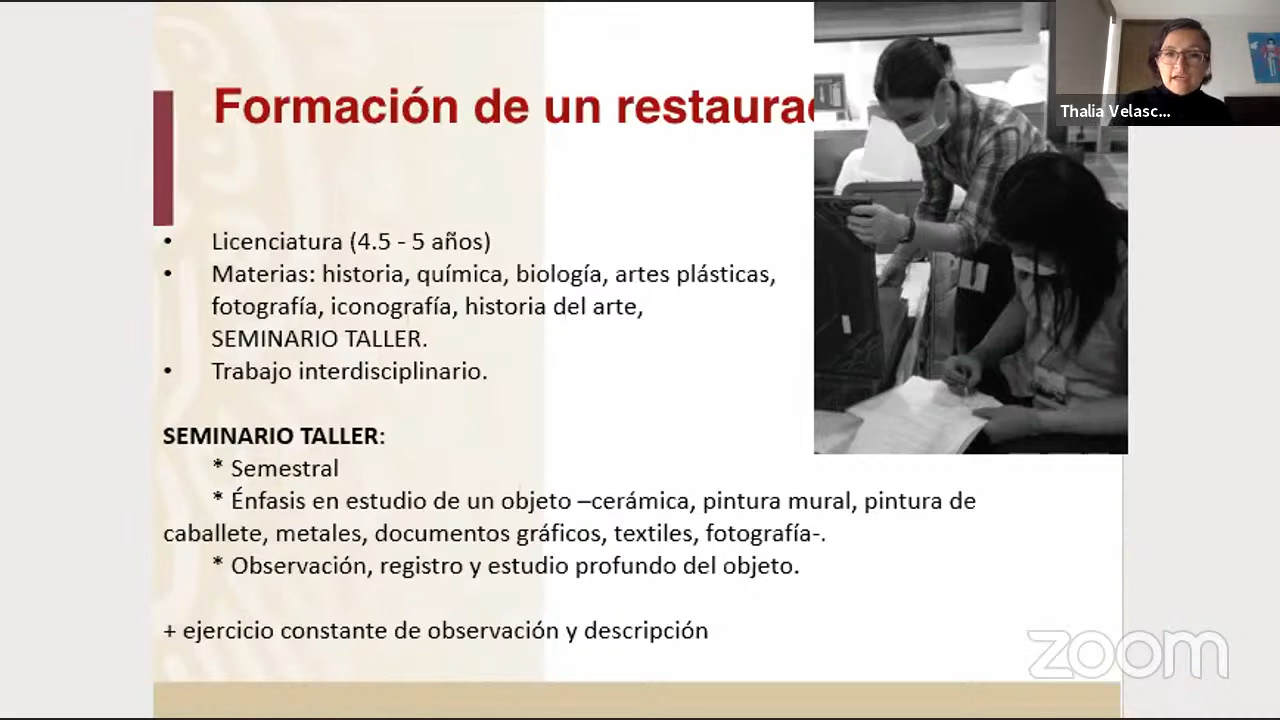 Formación de un
Thalia Velasc...
• Licenciatura (4.5 - 5 años)
• Materias: historia, química, biología, artes plásticas,
fotografía, iconografía, historia del arte,
SEMINARIO TALLER.
• Trabajo interdisciplinario.
SEMINARIO TALLER:
* Semestral
* Énfasis en estudio de un objeto –cerámica, pintura mural, pintura de
caballete, metales, documentos gráficos, textiles, fotografía-.
* Observación, registro y estudio profundo del objeto.
+ ejercicio constante de observación y descripción
zoom